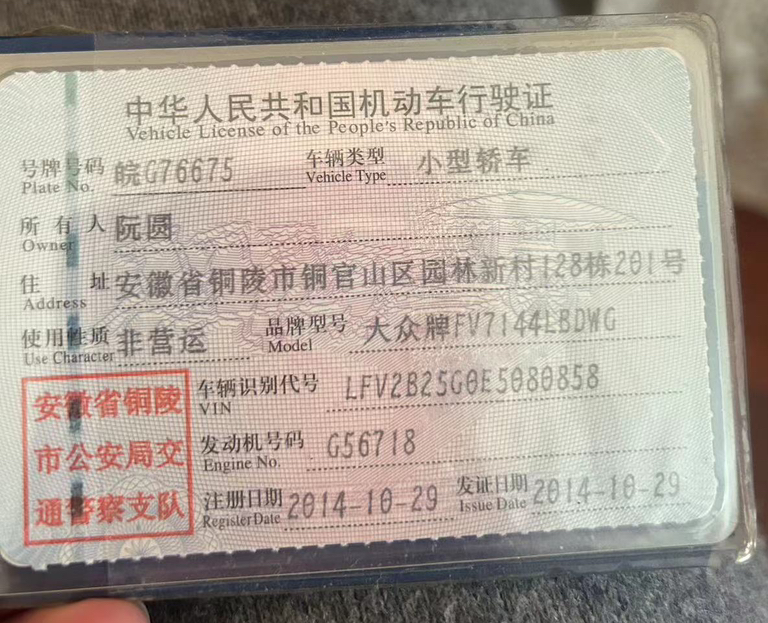 中华人民共和国机动车行驶证
Vehicle License of the People's Republic of China
号牌号码 皖G76675 车辆类型 小型轿车
Plate No. Vehicle Type
所有人 阮圆
Owner
住址 安徽省铜陵市铜官山区园林新村128栋201号
Address
使用性质 非营运 品牌型号 大众牌FV7144LBDWG
Use Character Model
车辆识别代号 LFV2B25G0E5080858
VIN
发动机号码 G56718
Engine No.
注册日期 2014-10-29 发证日期 2014-10-29
Register Date Issue Date
安徽省铜陵
市公安局交
通警察支队